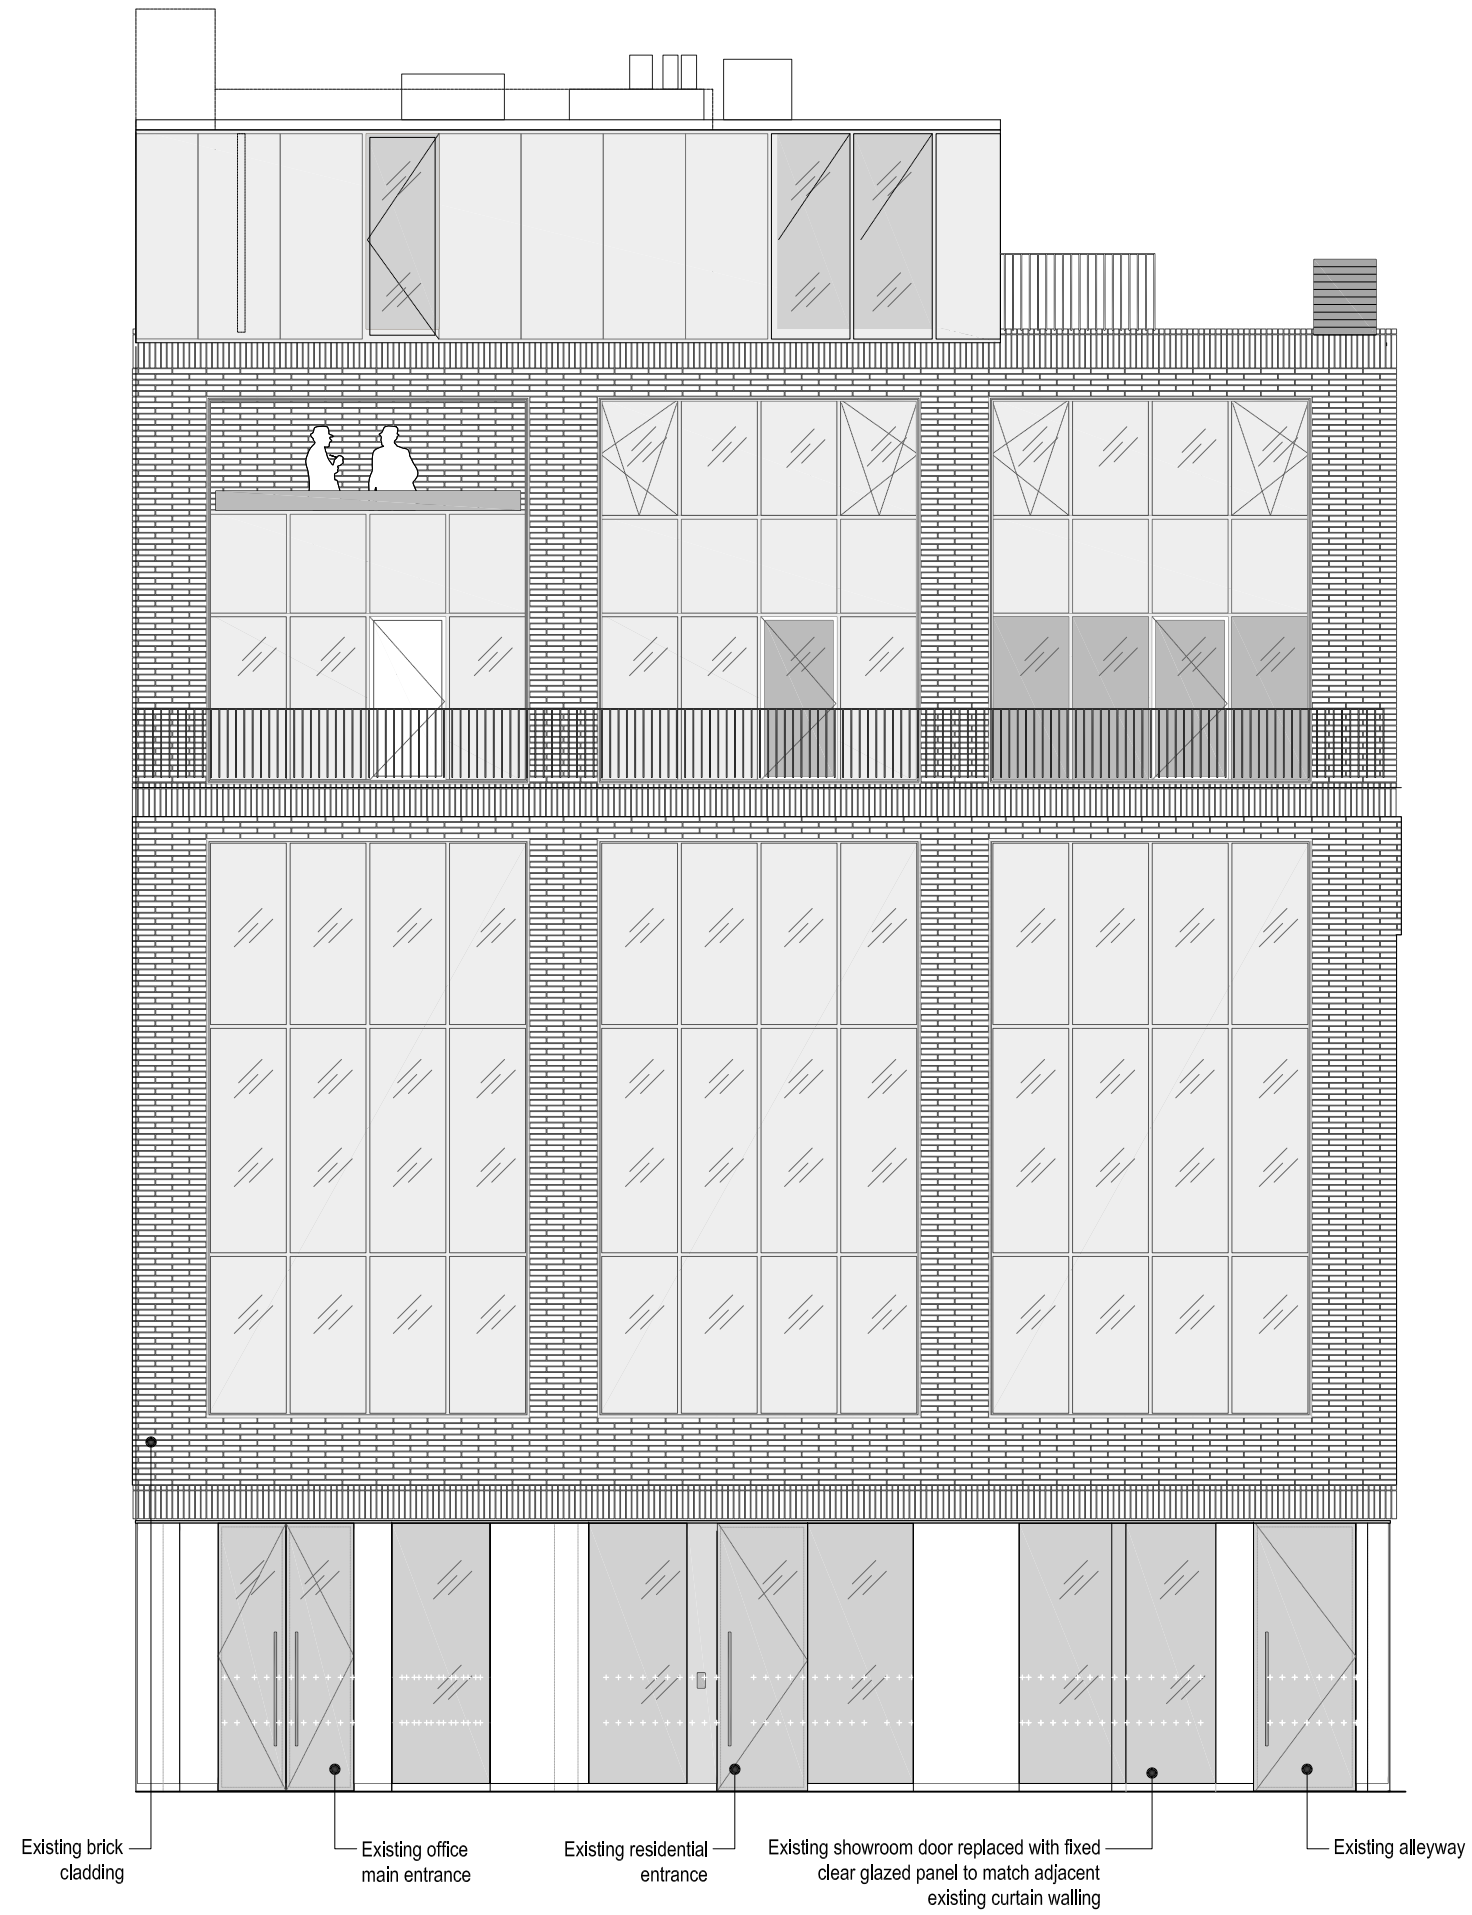 Existing brick
cladding
Existing office
main entrance
Existing residential
entrance
Existing showroom door replaced with fixed
clear glazed panel to match adjacent
existing curtain walling
Existing alleyway